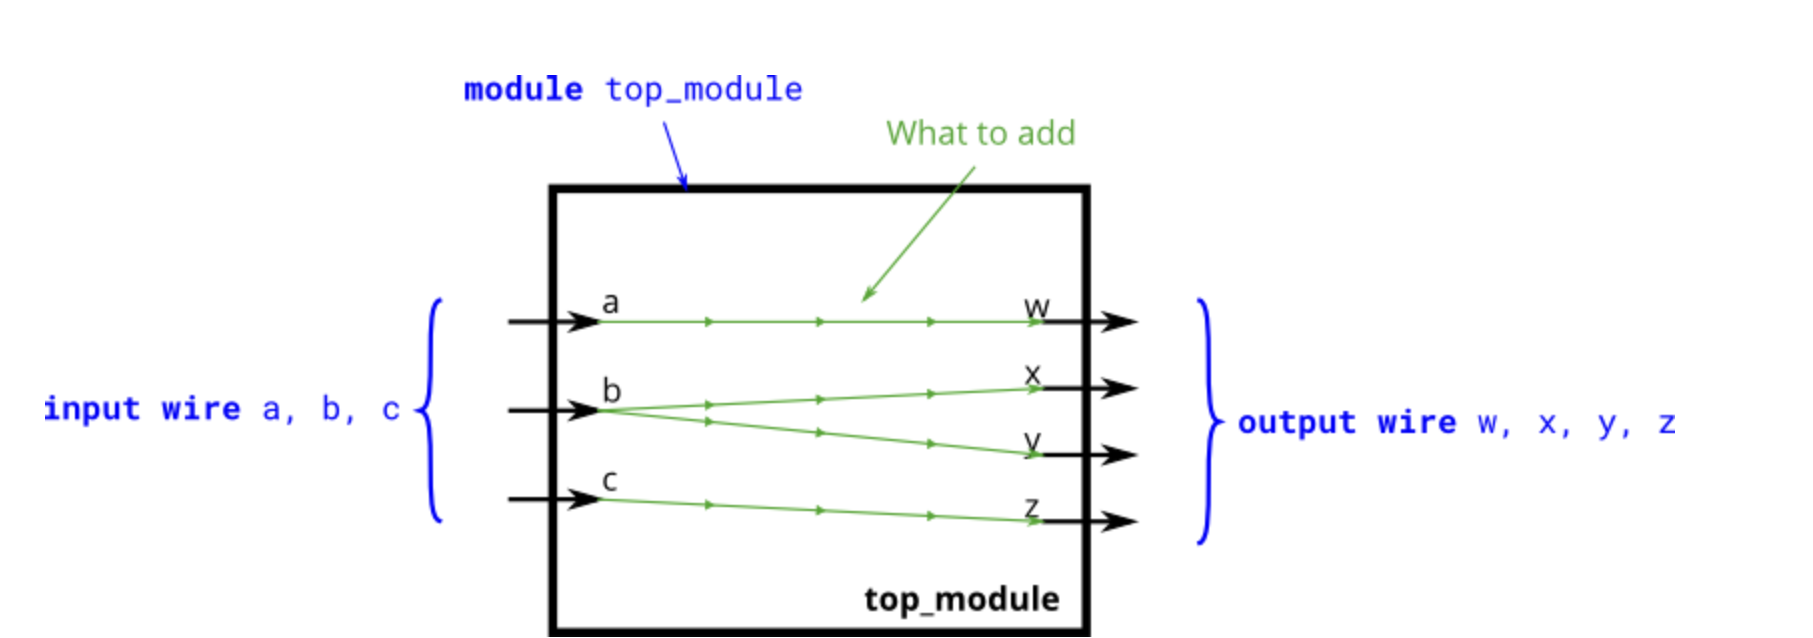 module top_module
What to add
a
w
x
b
input wire a, b, c
y
output wire w, x, y, z
c
z
top_module